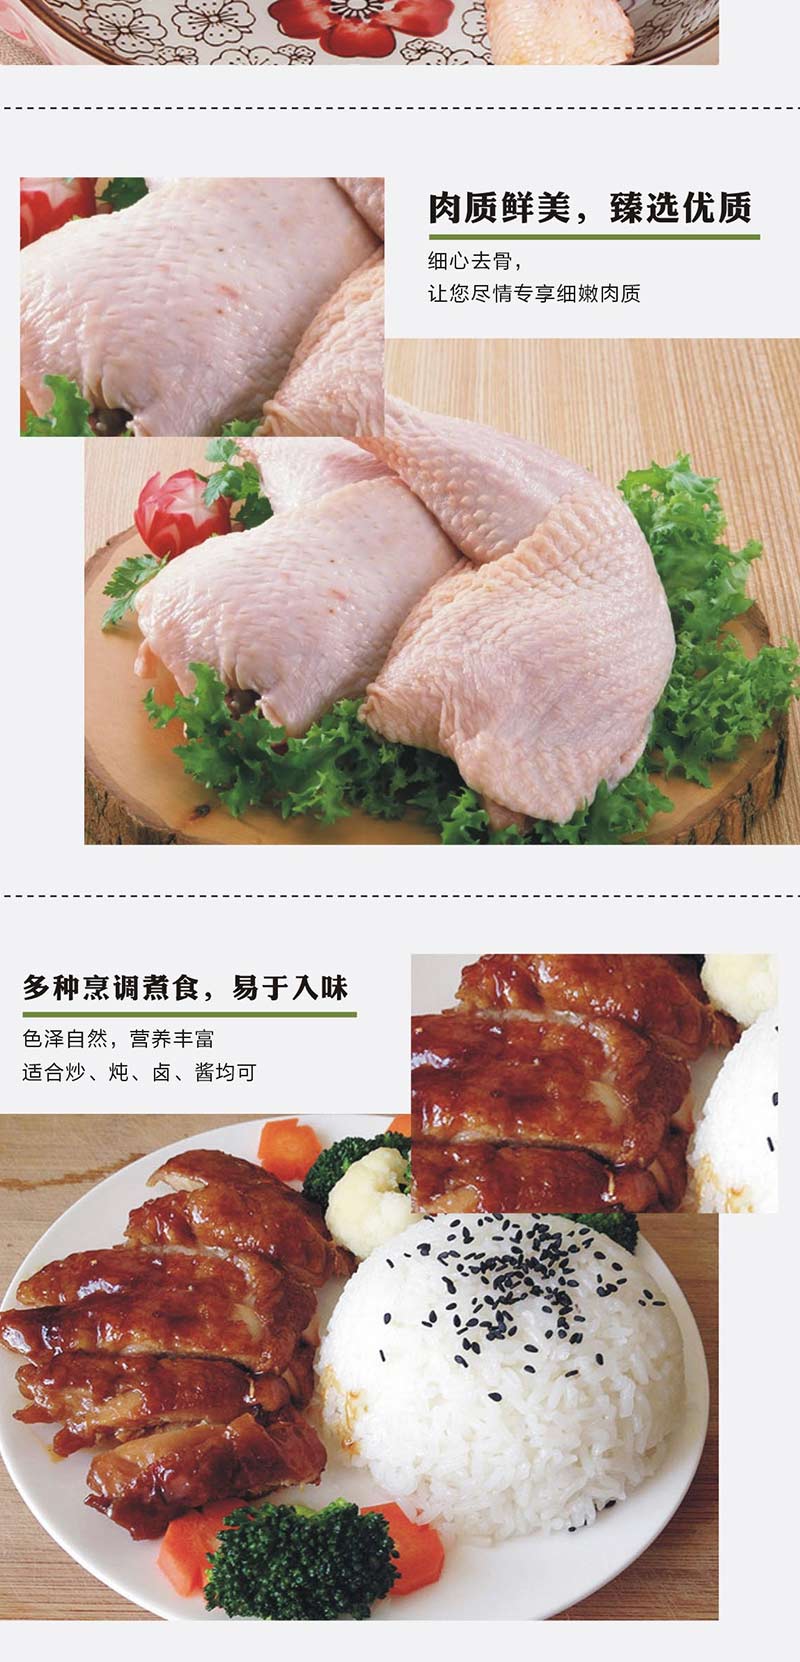 肉质鲜美，臻选优质
细心去骨，
让您尽情专享细嫩肉质
多种烹调煮食，易于入味
色泽自然，营养丰富
适合炒、炖、卤、酱均可